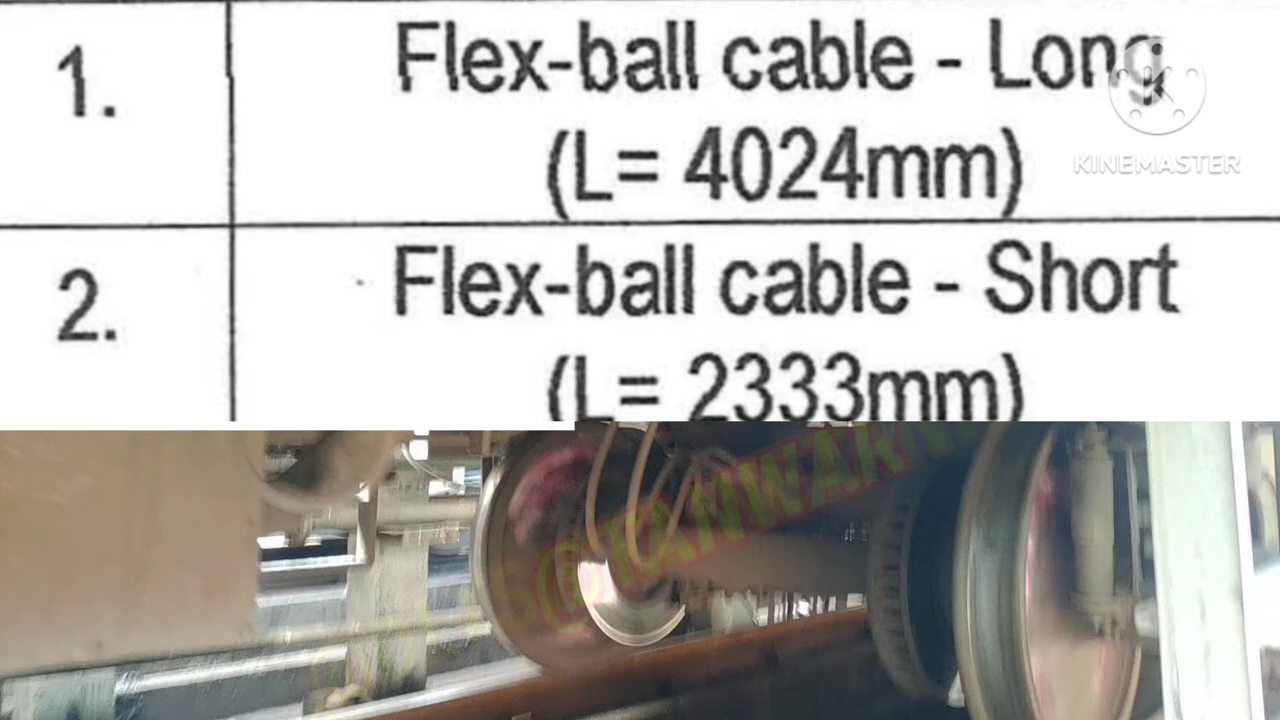 1.
Flex-ball cable - Long
(L= 4024mm)
KINEMASTER
2.
Flex-ball cable - Short
(L= 2333mm)